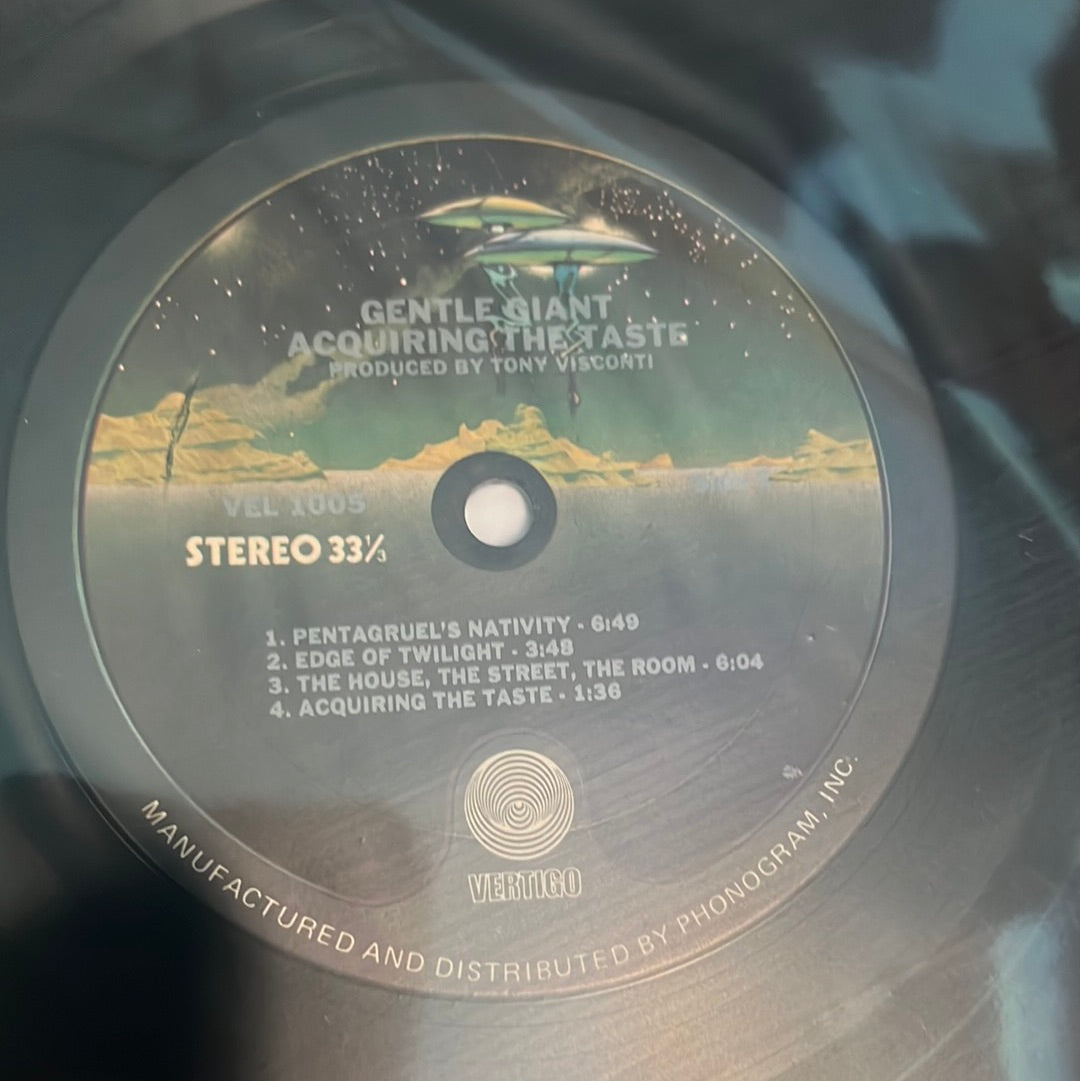 GENTLE GIANT
ACQUIRING THE TASTE
PRODUCED BY TONY VISCONTI
VEL 1005
STEREO 33⅓
1. PENTAGRUEL'S NATIVITY - 6:49
2. EDGE OF TWILIGHT - 3:48
3. THE HOUSE, THE STREET, THE ROOM - 6:04
4. ACQUIRING THE TASTE - 1:36
VERTIGO
MANUFACTURED AND DISTRIBUTED BY PHONOGRAM, INC.